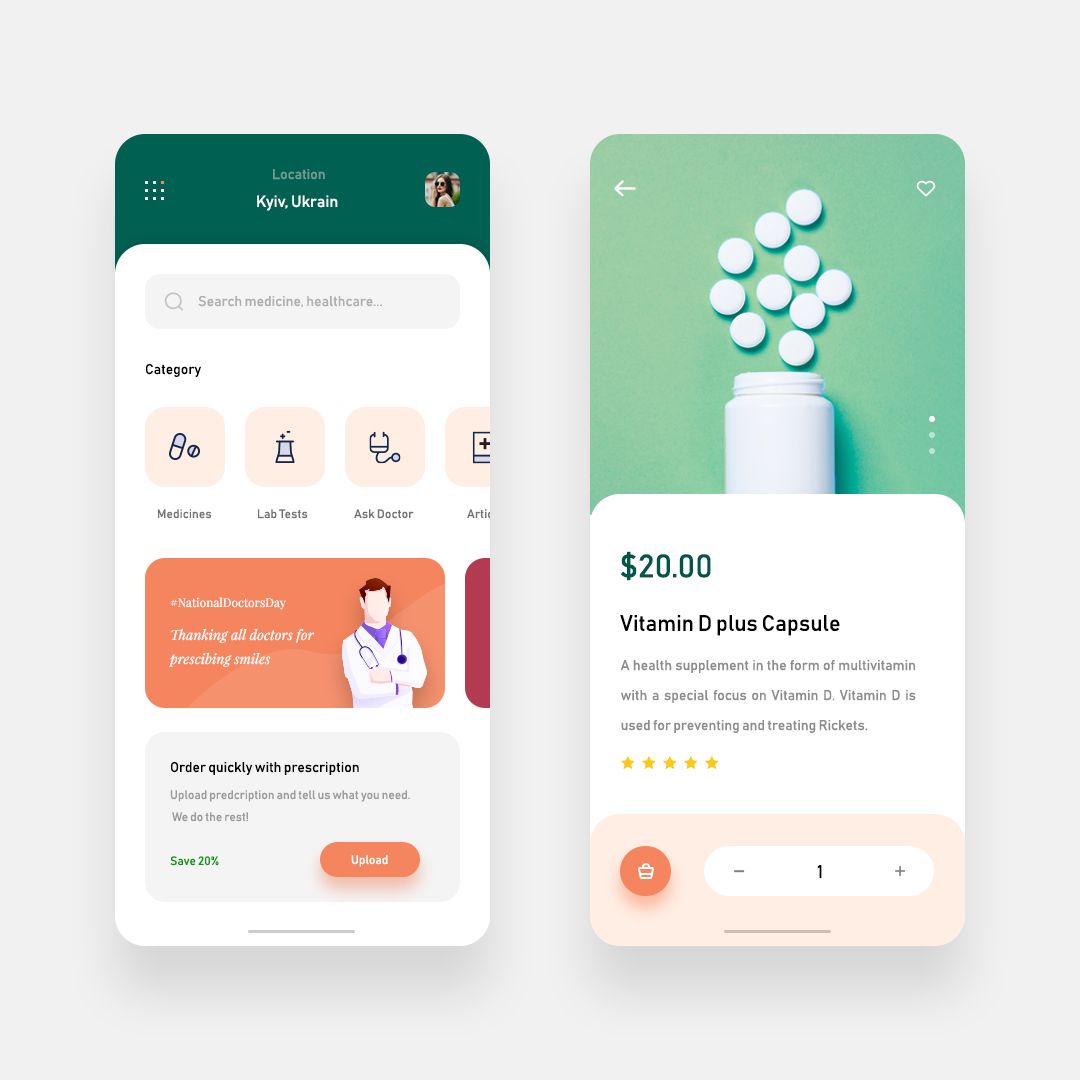 Location
Kyiv, Ukrain
Search medicine, healthcare...
Category
Medicines
Lab Tests
Ask Doctor
Artic
#NationalDoctorsDay
Thanking all doctors for
prescibing smiles
Order quickly with prescription
Upload predcription and tell us what you need.
We do the rest!
Save 20%
Upload
$20.00
Vitamin D plus Capsule
A health supplement in the form of multivitamin
with a special focus on Vitamin D. Vitamin D is
used for preventing and treating Rickets.
1